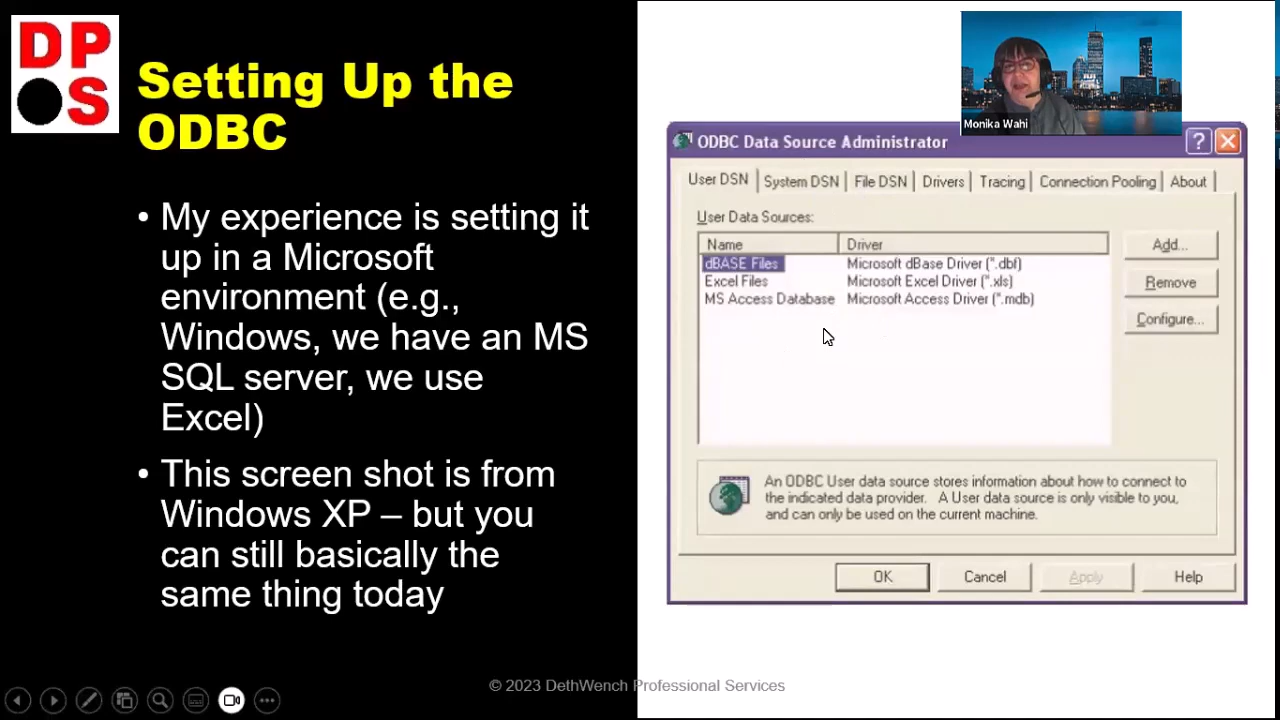 DP
S
Setting Up the
ODBC
• My experience is setting it
up in a Microsoft
environment (e.g.,
Windows, we have an MS
SQL server, we use
Excel)
• This screen shot is from
Windows XP – but you
can still basically the
same thing today
Monika Wahi
ODBC Data Source Administrator
User DSN System DSN File DSN Drivers Tracing Connection Pooling About
User Data Sources:
Name Driver
dBASE Files Microsoft dBase Driver (*.dbf)
Excel Files Microsoft Excel Driver (*.xls)
MS Access Database Microsoft Access Driver (*.mdb)
Add...
Remove
Configure...
An ODBC User data source stores information about how to connect to
the indicated data provider. A User data source is only visible to you,
and can only be used on the current machine.
OK Cancel Apply Help
© 2023 DethWench Professional Services